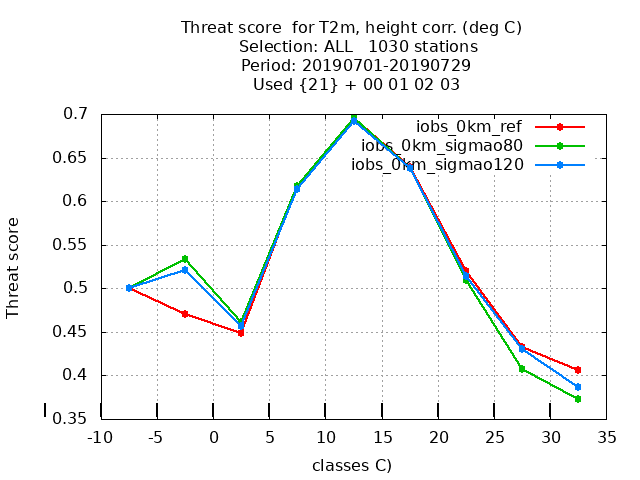 Threat score  for T2m, height corr. (deg C)
Selection: ALL   1030 stations
Period: 20190701-20190729
Used {21} + 00 01 02 03
iobs_0km_ref
iobs_0km_sigmao80
iobs_0km_sigmao120
Threat score
0.7
0.65
0.6
0.55
0.5
0.45
0.4
0.35
-10 -5 0 5 10 15 20 25 30 35
classes C)